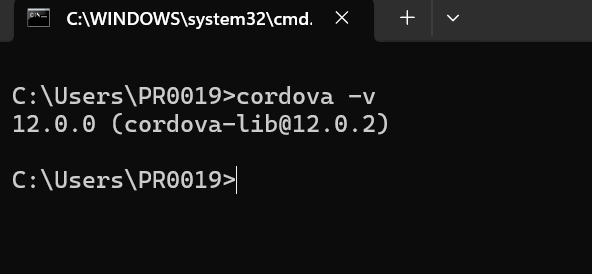 C:\WINDOWS\system32\cmd.
C:\Users\PR0019>cordova -v
12.0.0 (cordova-lib@12.0.2)
C:\Users\PR0019>